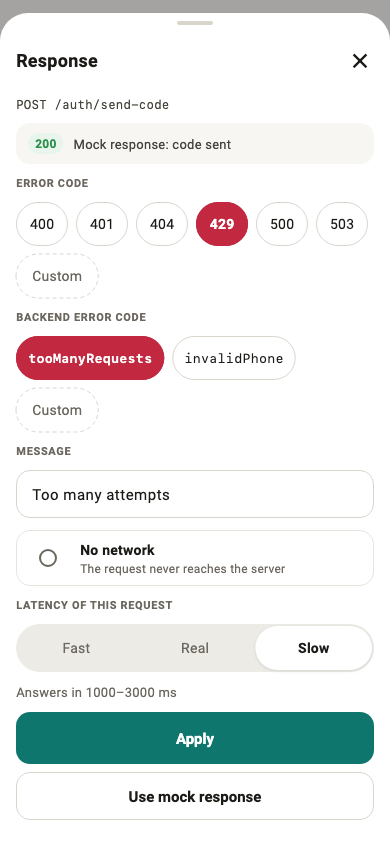 Response
POST /auth/send-code
200 Mock response: code sent
ERROR CODE
400 401 404 429 500 503
Custom
BACKEND ERROR CODE
tooManyRequests invalidPhone
Custom
MESSAGE
Too many attempts
No network
The request never reaches the server
LATENCY OF THIS REQUEST
Fast Real Slow
Answers in 1000–3000 ms
Apply
Use mock response